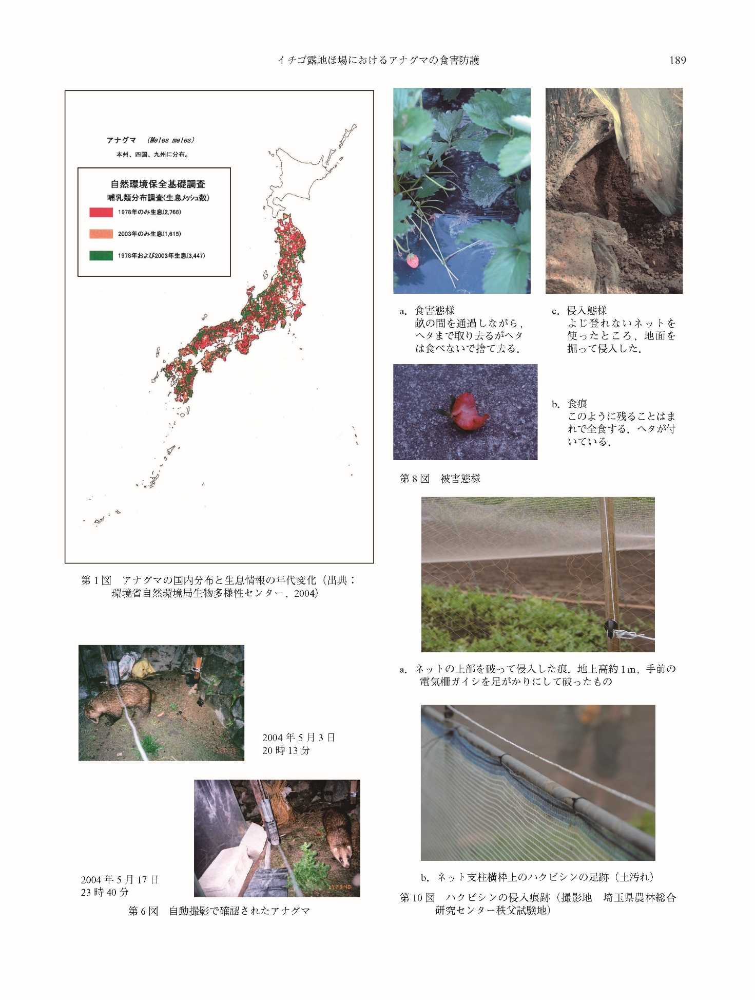 イチゴ露地ほ場におけるアナグマの食害防護
189
アナグマ (Meles meles)
本州、四国、九州に分布。
自然環境保全基礎調査
哺乳類分布調査(生息メッシュ数)
1978年のみ生息(2,766)
2003年のみ生息(1,615)
1978年および2003年生息(3,447)
第1図 アナグマの国内分布と生息情報の年代変化（出典：
環境省自然環境局生物多様性センター，2004）
2004年5月3日
20時13分
17 23:40
2004年5月17日
23時40分
第6図 自動撮影で確認されたアナグマ
a．食害態様
畝の間を通過しながら，
ヘタまで取り去るがヘタ
は食べないで捨て去る．
c．侵入態様
よじ登れないネットを
使ったところ，地面を
掘って侵入した．
b．食痕
このように残ることはま
れで全食する．ヘタが付
いている．
第8図 被害態様
a．ネットの上部を破って侵入した痕．地上高約1m，手前の
電気柵ガイシを足がかりにして破ったもの
b．ネット支柱横枠上のハクビシンの足跡（土汚れ）
第10図 ハクビシンの侵入痕跡（撮影地 埼玉県農林総合
研究センター秩父試験地）